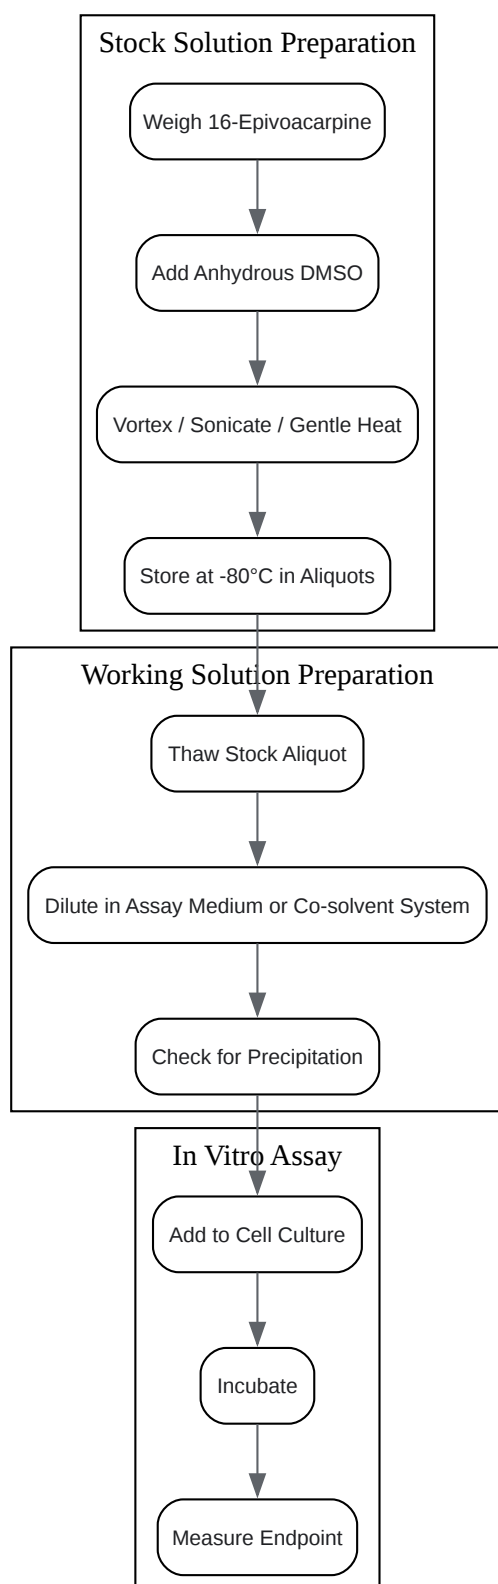 Stock Solution Preparation
Weigh 16-Epivoacarpine
Add Anhydrous DMSO
Vortex / Sonicate / Gentle Heat
Store at -80°C in Aliquots
Working Solution Preparation
Thaw Stock Aliquot
Dilute in Assay Medium or Co-solvent System
Check for Precipitation
In Vitro Assay
Add to Cell Culture
Incubate
Measure Endpoint